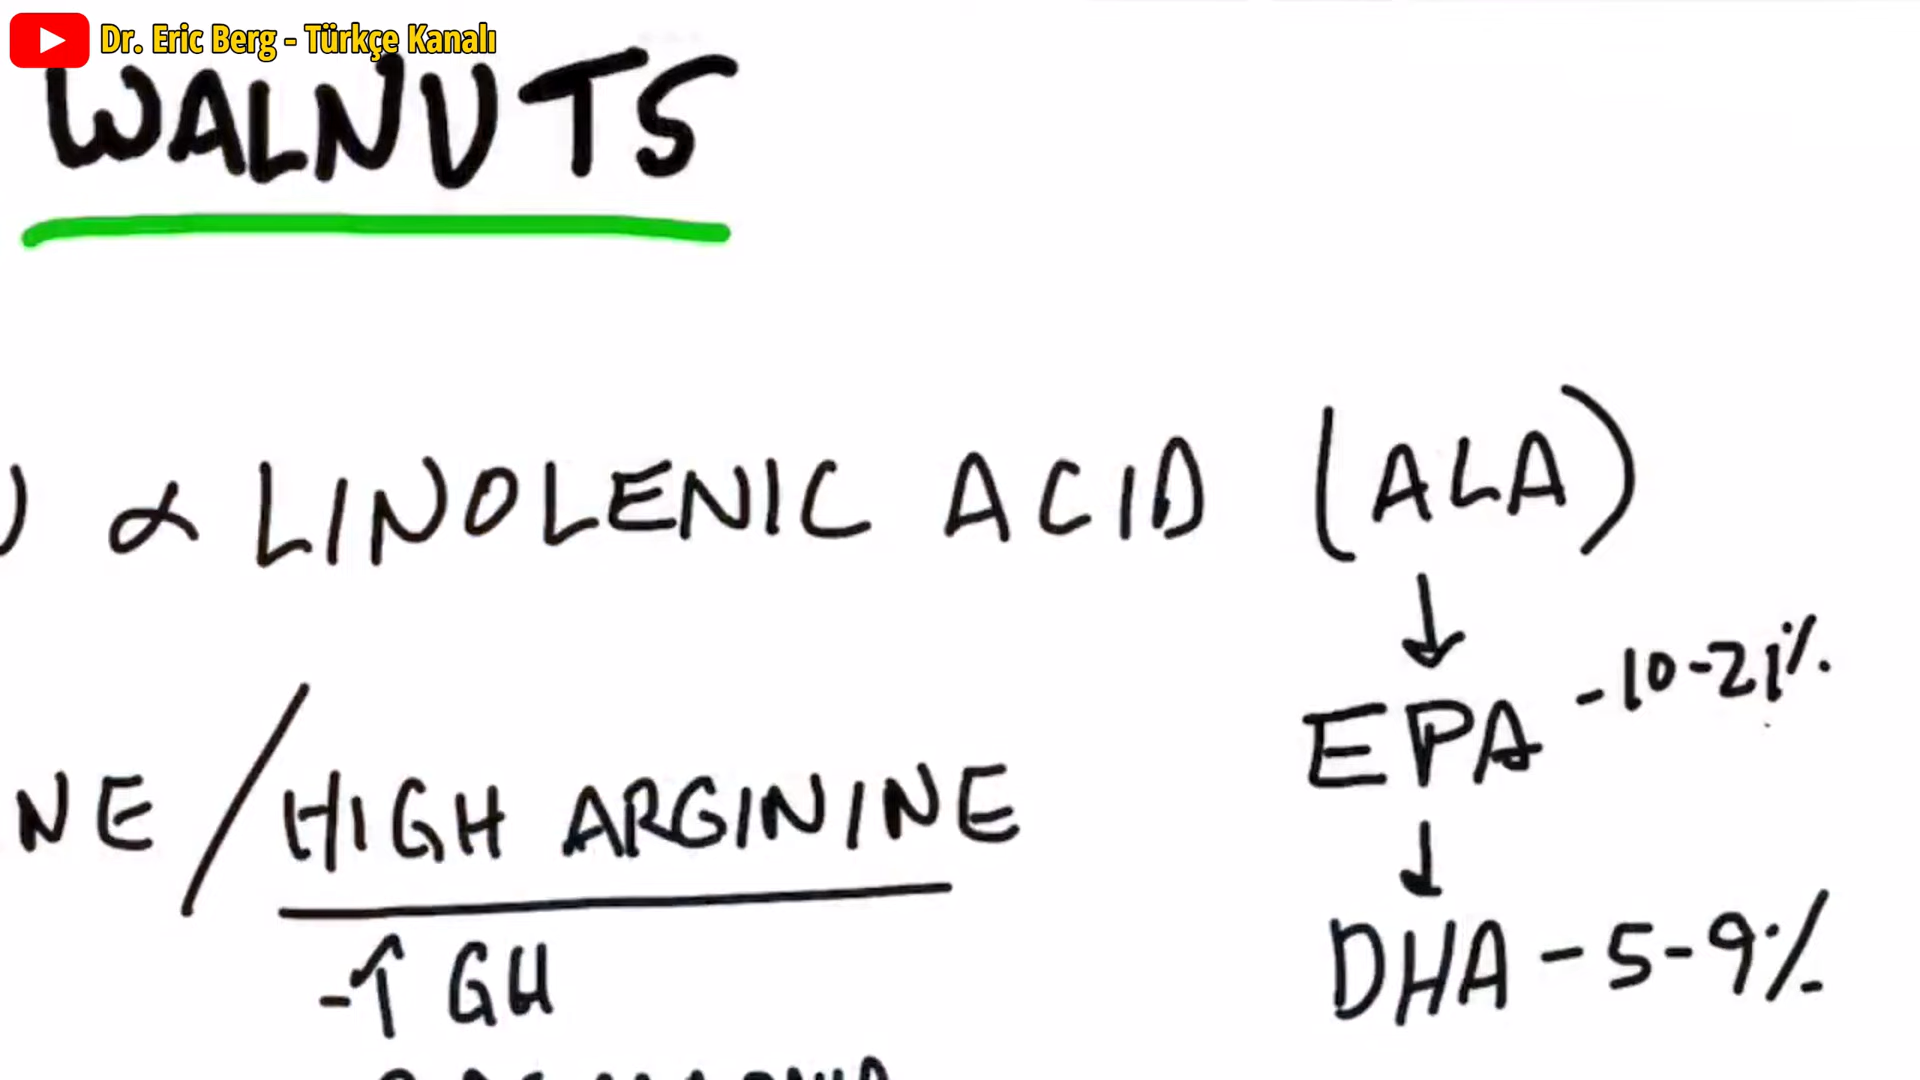 Dr. Eric Berg - Türkçe Kanalı
WALNUTS
) α LINOLENIC ACID (ALA)
↓
EPA - 10-21%
NE / HIGH ARGININE
↓
DHA - 5-9%
-↑ GH